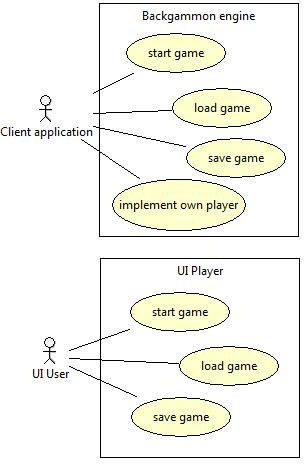 Backgammon engine
start game
load game
Client application
save game
implement own player
UI Player
start game
load game
UI User
save game